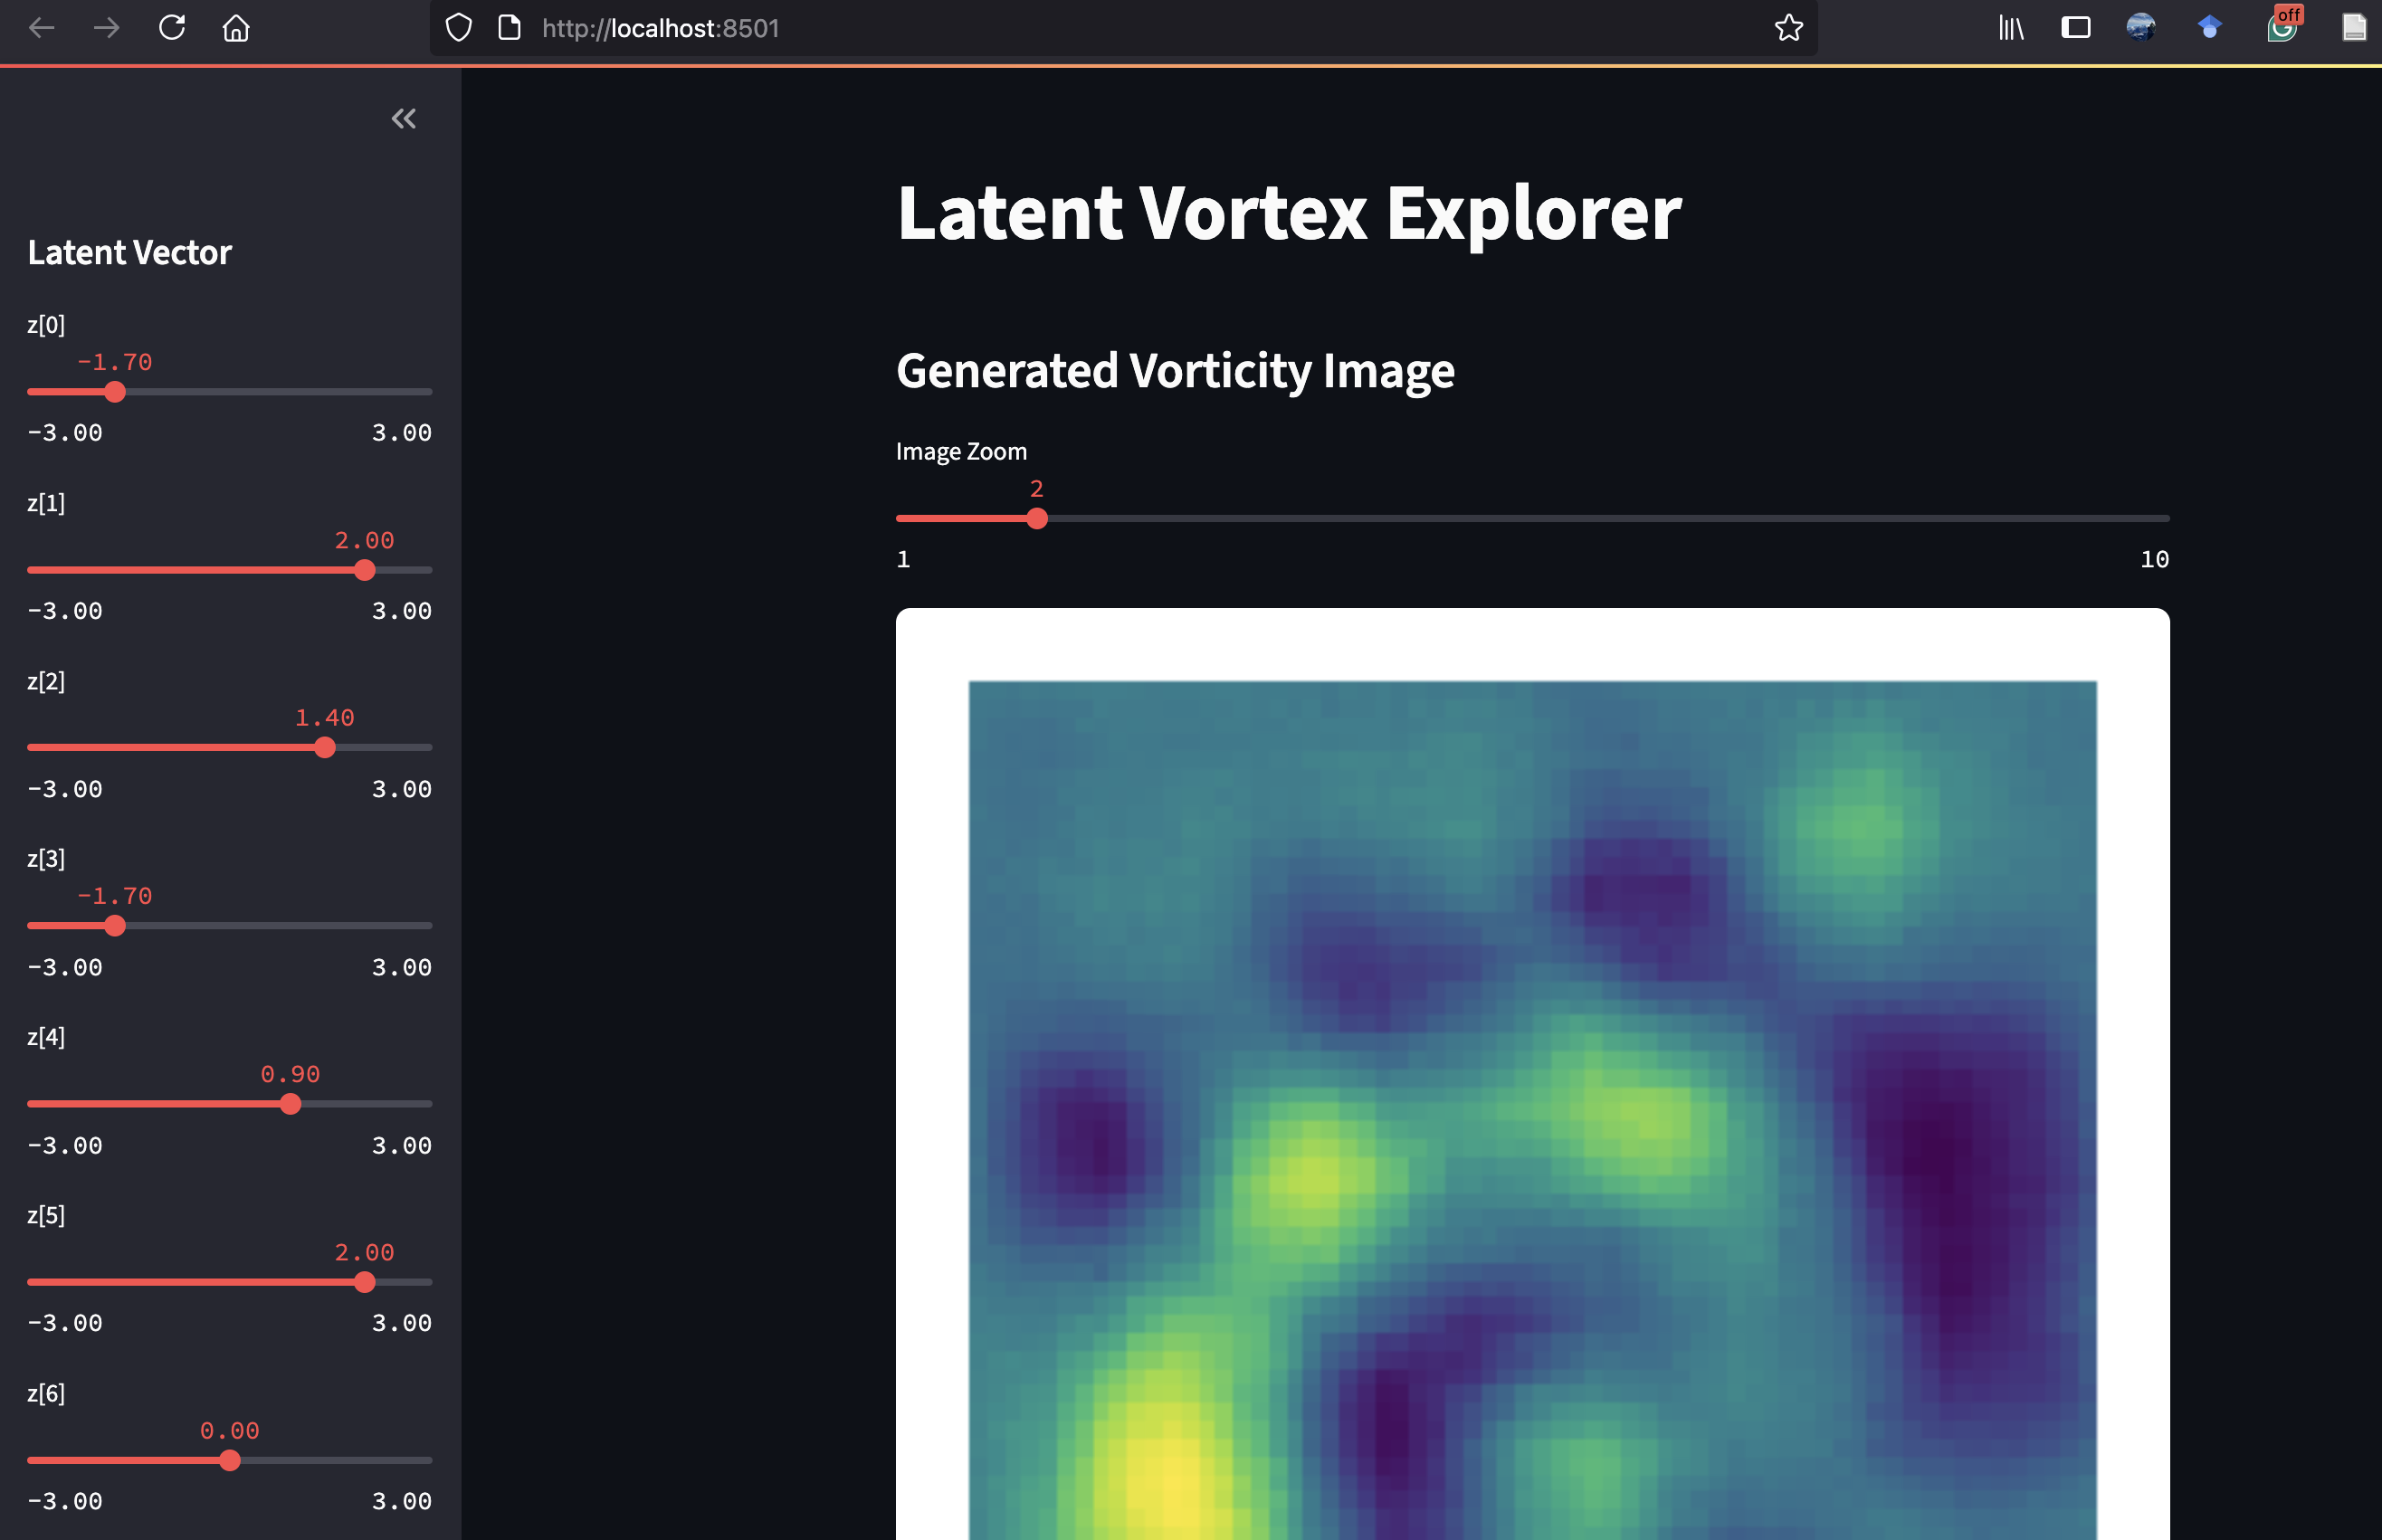 http://localhost:8501
off
Latent Vector
z[0]
−1.70
−3.00 3.00
z[1]
2.00
−3.00 3.00
z[2]
1.40
−3.00 3.00
z[3]
−1.70
−3.00 3.00
z[4]
0.90
−3.00 3.00
z[5]
2.00
−3.00 3.00
z[6]
0.00
−3.00 3.00
Latent Vortex Explorer
Generated Vorticity Image
Image Zoom
2
1 10